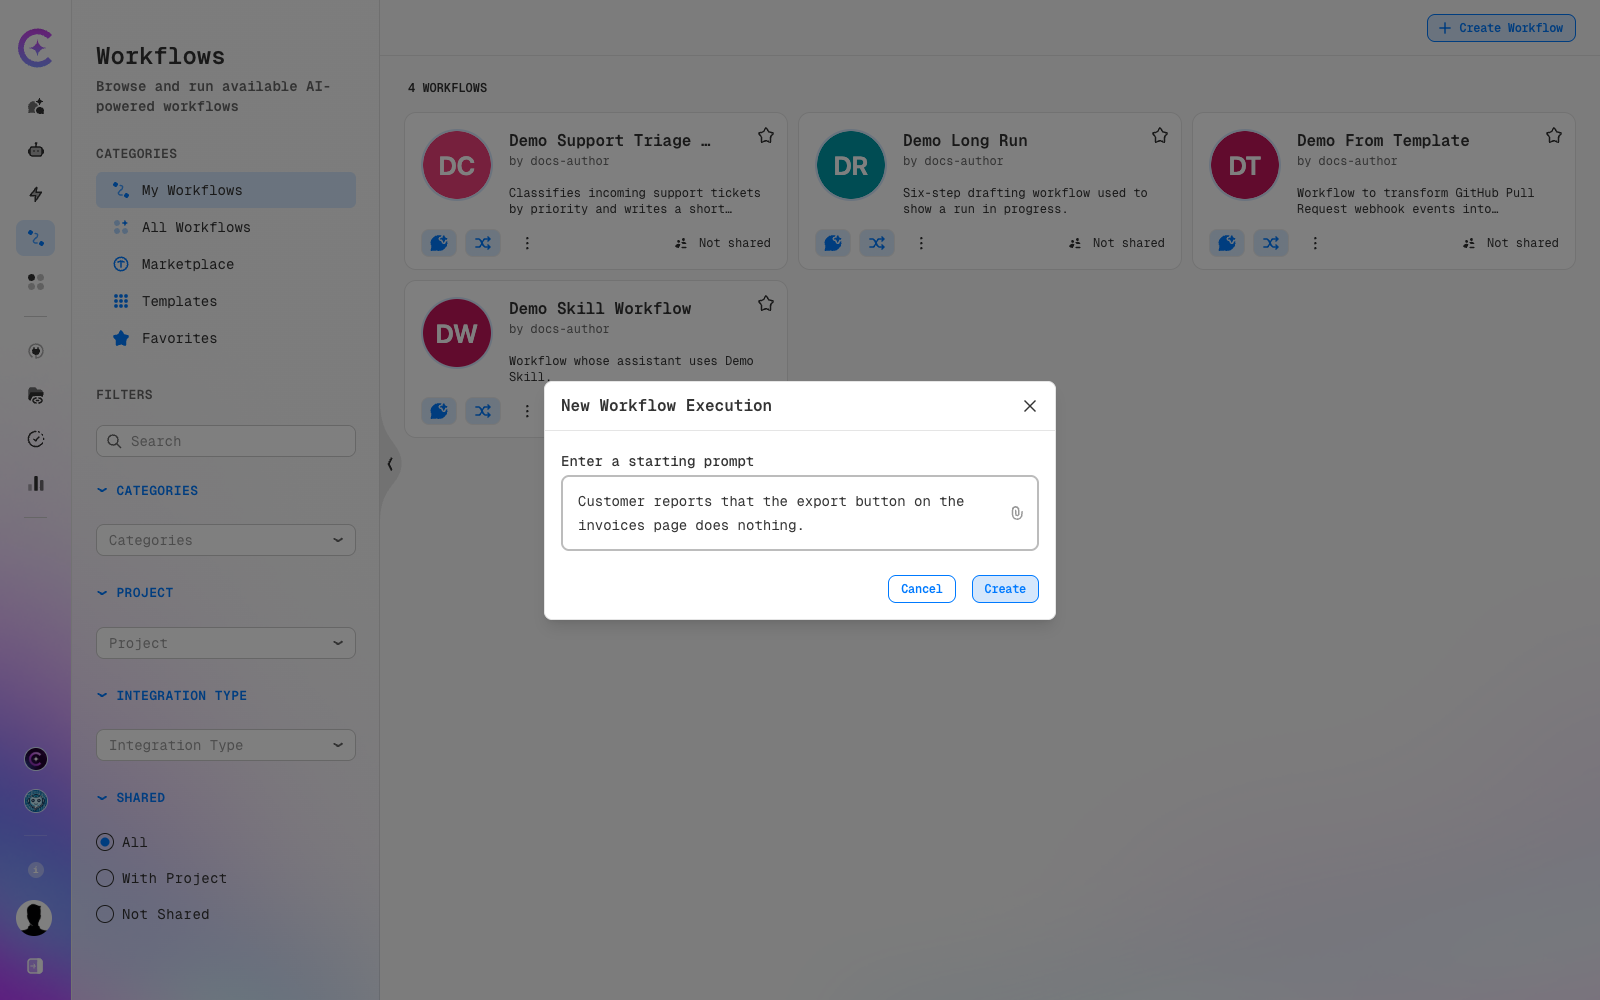 Create Workflow
Workflows
Browse and run available AI-
powered workflows
CATEGORIES
My Workflows
All Workflows
Marketplace
Templates
Favorites
FILTERS
Search
CATEGORIES
Categories
PROJECT
Project
INTEGRATION TYPE
Integration Type
SHARED
All
With Project
Not Shared
4 WORKFLOWS
DC
Demo Support Triage …
by docs-author
Classifies incoming support tickets
by priority and writes a short…
Not shared
DR
Demo Long Run
by docs-author
Six-step drafting workflow used to
show a run in progress.
Not shared
DT
Demo From Template
by docs-author
Workflow to transform GitHub Pull
Request webhook events into…
Not shared
DW
Demo Skill Workflow
by docs-author
Workflow whose assistant uses Demo
Skill.
New Workflow Execution
Enter a starting prompt
Customer reports that the export button on the
invoices page does nothing.
Cancel
Create